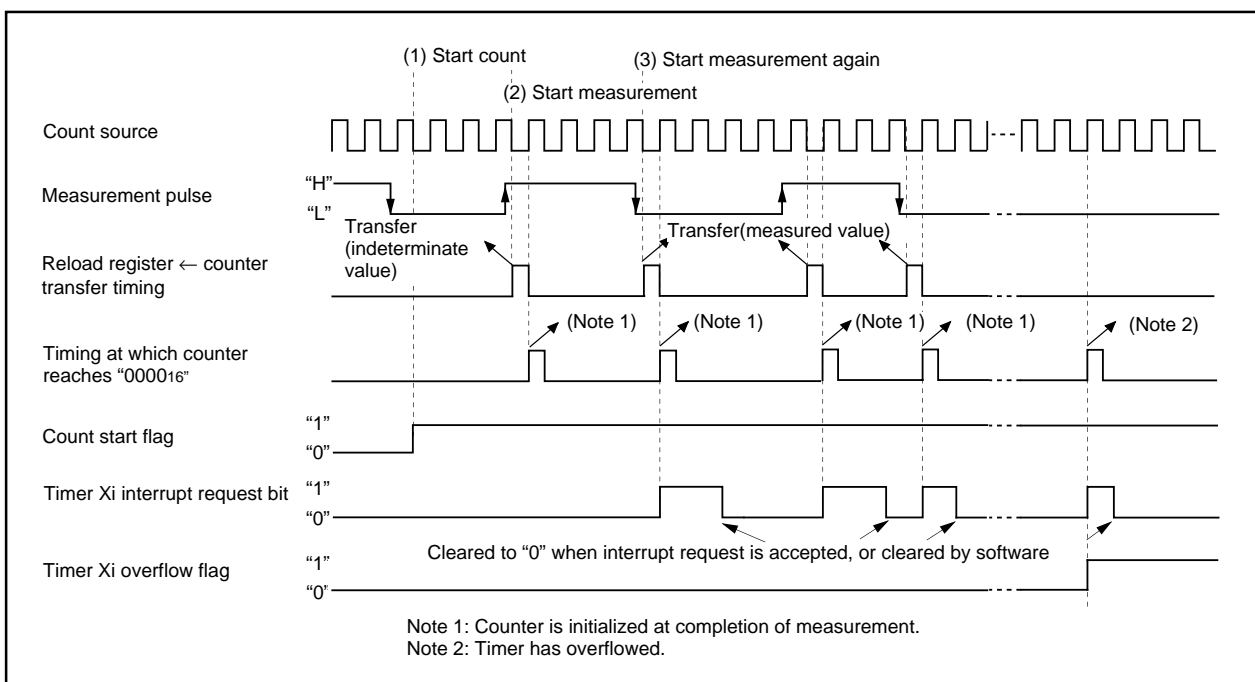 (1) Start count
(3) Start measurement again
(2) Start measurement
Count source
Measurement pulse
“H”
“L”
Transfer
(indeterminate
value)
Transfer(measured value)
Reload register ← counter
transfer timing
(Note 1)
(Note 1)
(Note 1)
(Note 1)
(Note 2)
Timing at which counter
reaches “000016”
Count start flag
“1”
“0”
Timer Xi interrupt request bit
“1”
“0”
Cleared to “0” when interrupt request is accepted, or cleared by software
Timer Xi overflow flag
“1”
“0”
Note 1: Counter is initialized at completion of measurement.
Note 2: Timer has overflowed.